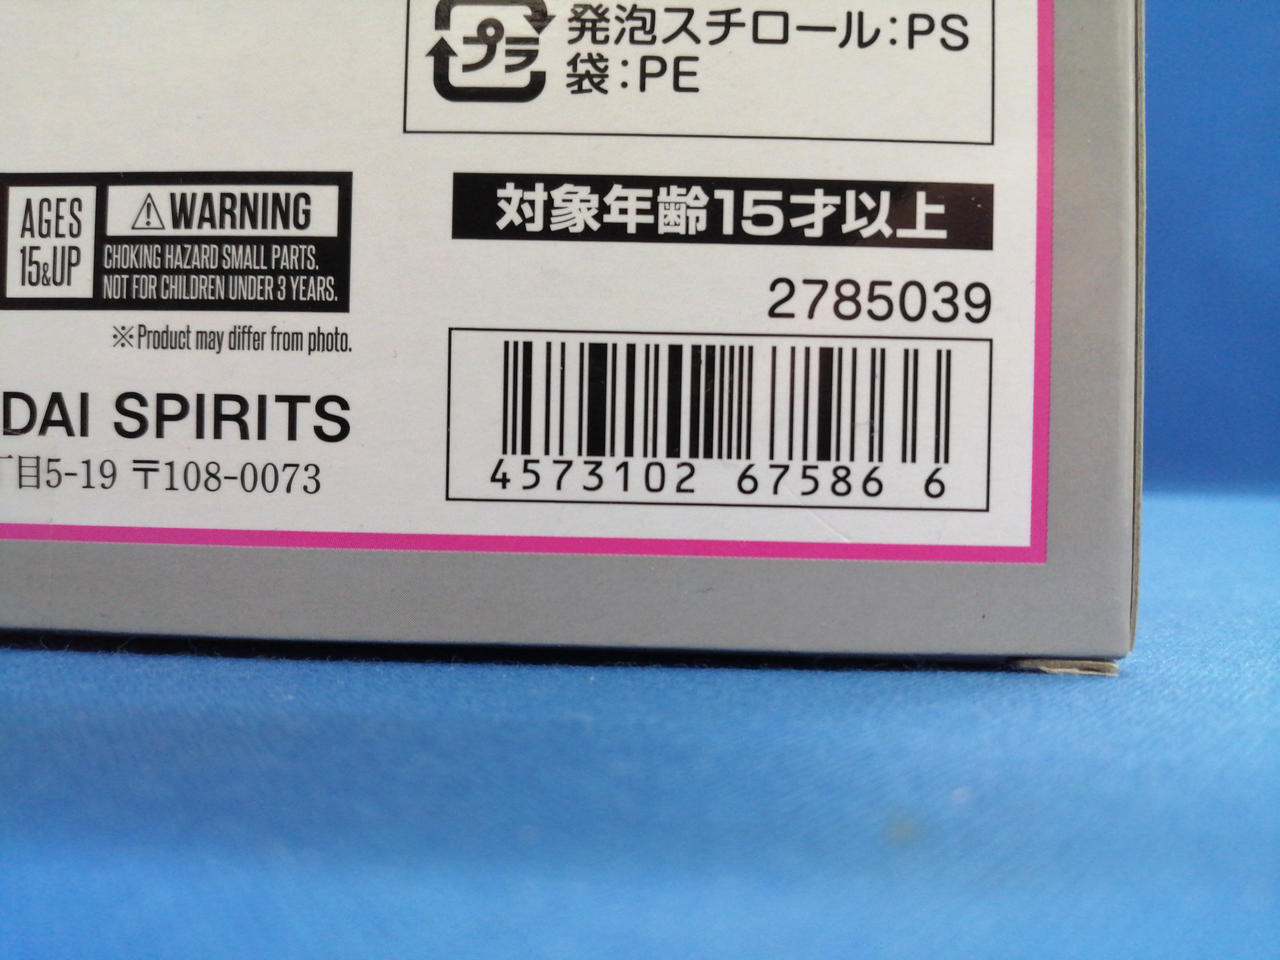 プラ
発泡スチロール:PS
袋:PE
AGES
15&UP
⚠WARNING
CHOKING HAZARD SMALL PARTS.
NOT FOR CHILDREN UNDER 3 YEARS.
※Product may differ from photo.
DAI SPIRITS
丁目5-19 〒108-0073
対象年齢15才以上
2785039
4573102 67586 6